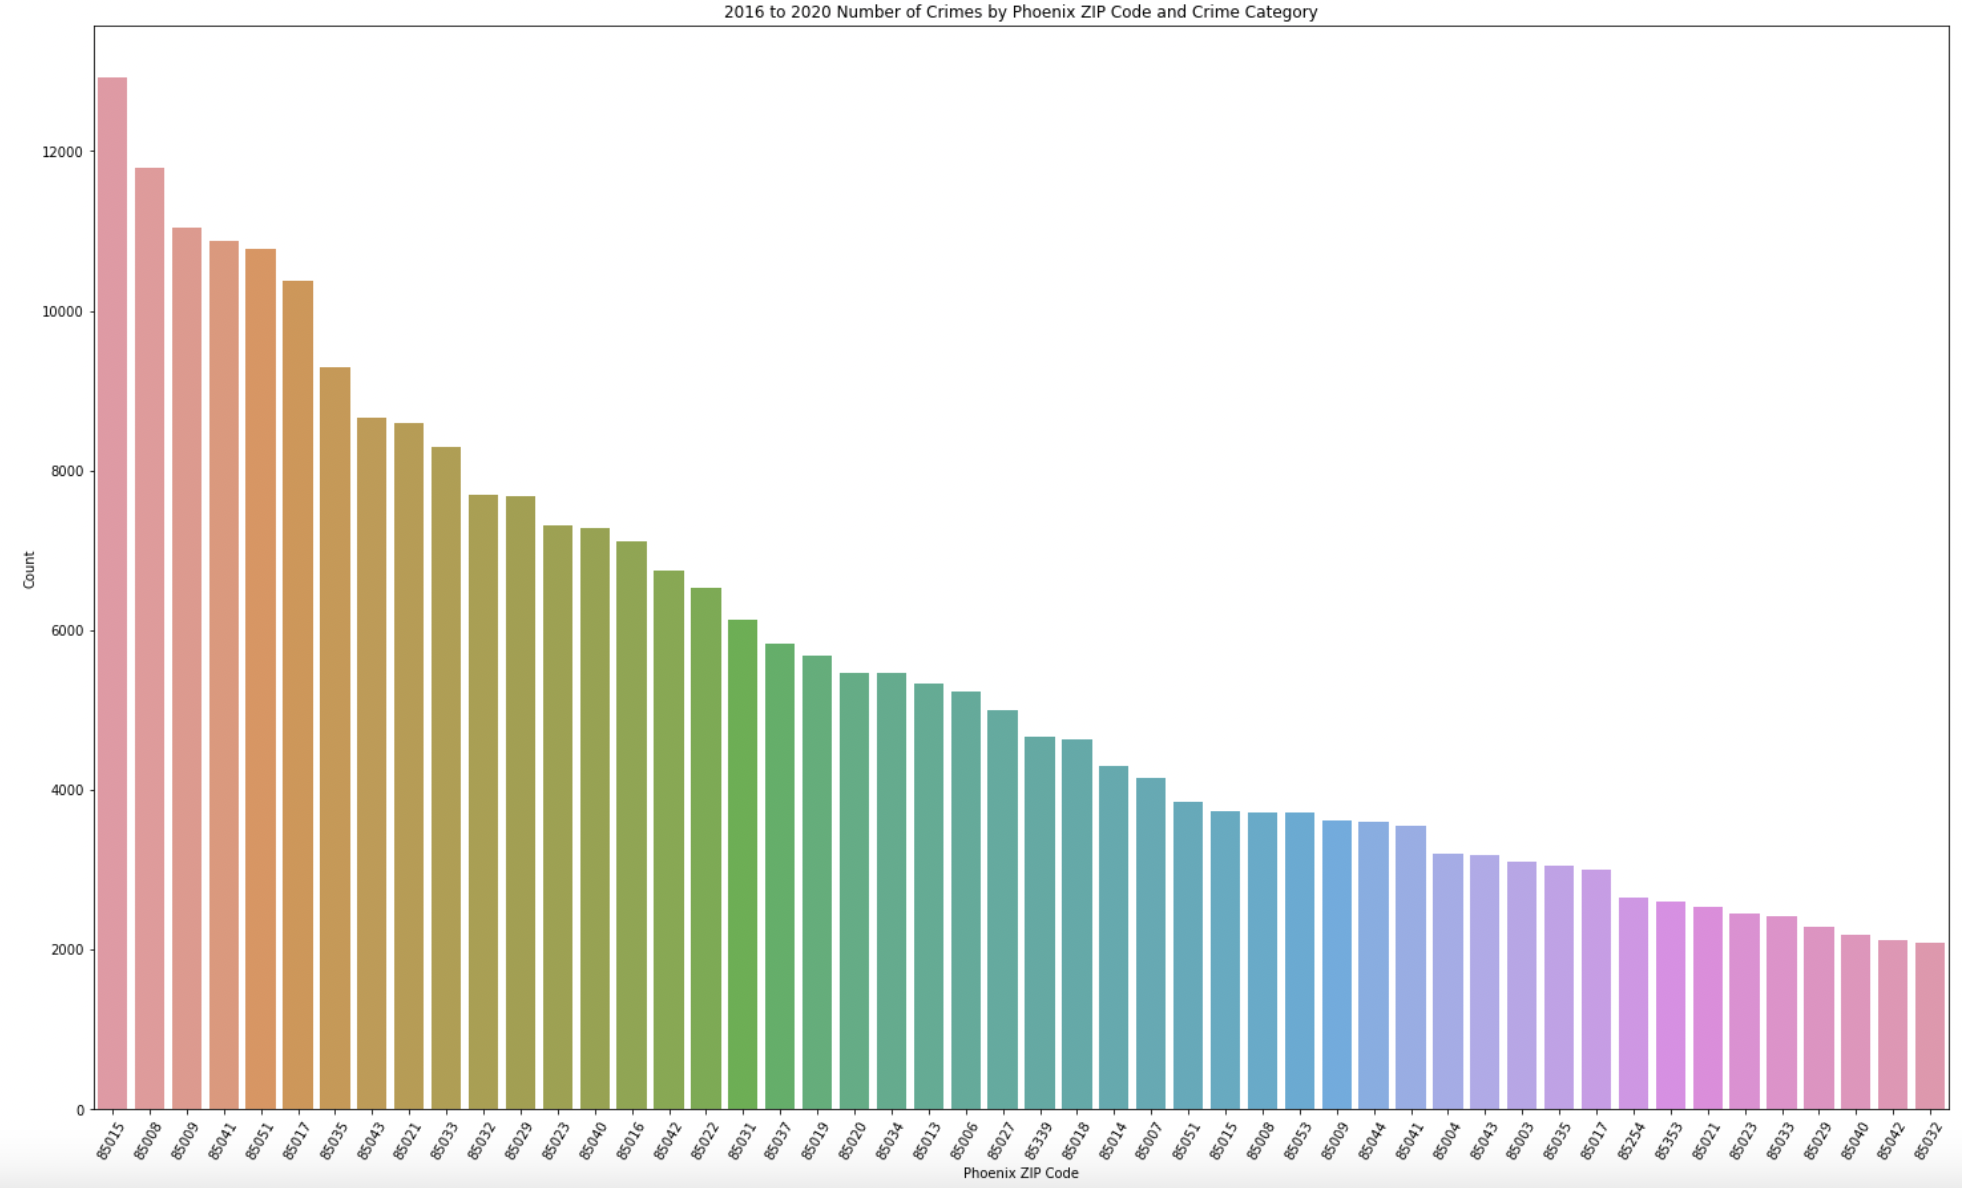 2016 to 2020 Number of Crimes by Phoenix ZIP Code and Crime Category
12000
10000
8000
6000
4000
2000
0
Count
85015 85008 85009 85041 85051 85017 85035 85043 85021 85033 85032 85029 85023 85040 85016 85042 85022 85031 85037 85019 85020 85034 85013 85006 85027 85339 85018 85014 85007 85051 85015 85008 85053 85009 85044 85041 85004 85043 85003 85035 85017 85254 85353 85021 85023 85033 85029 85040 85042 85032
Phoenix ZIP Code